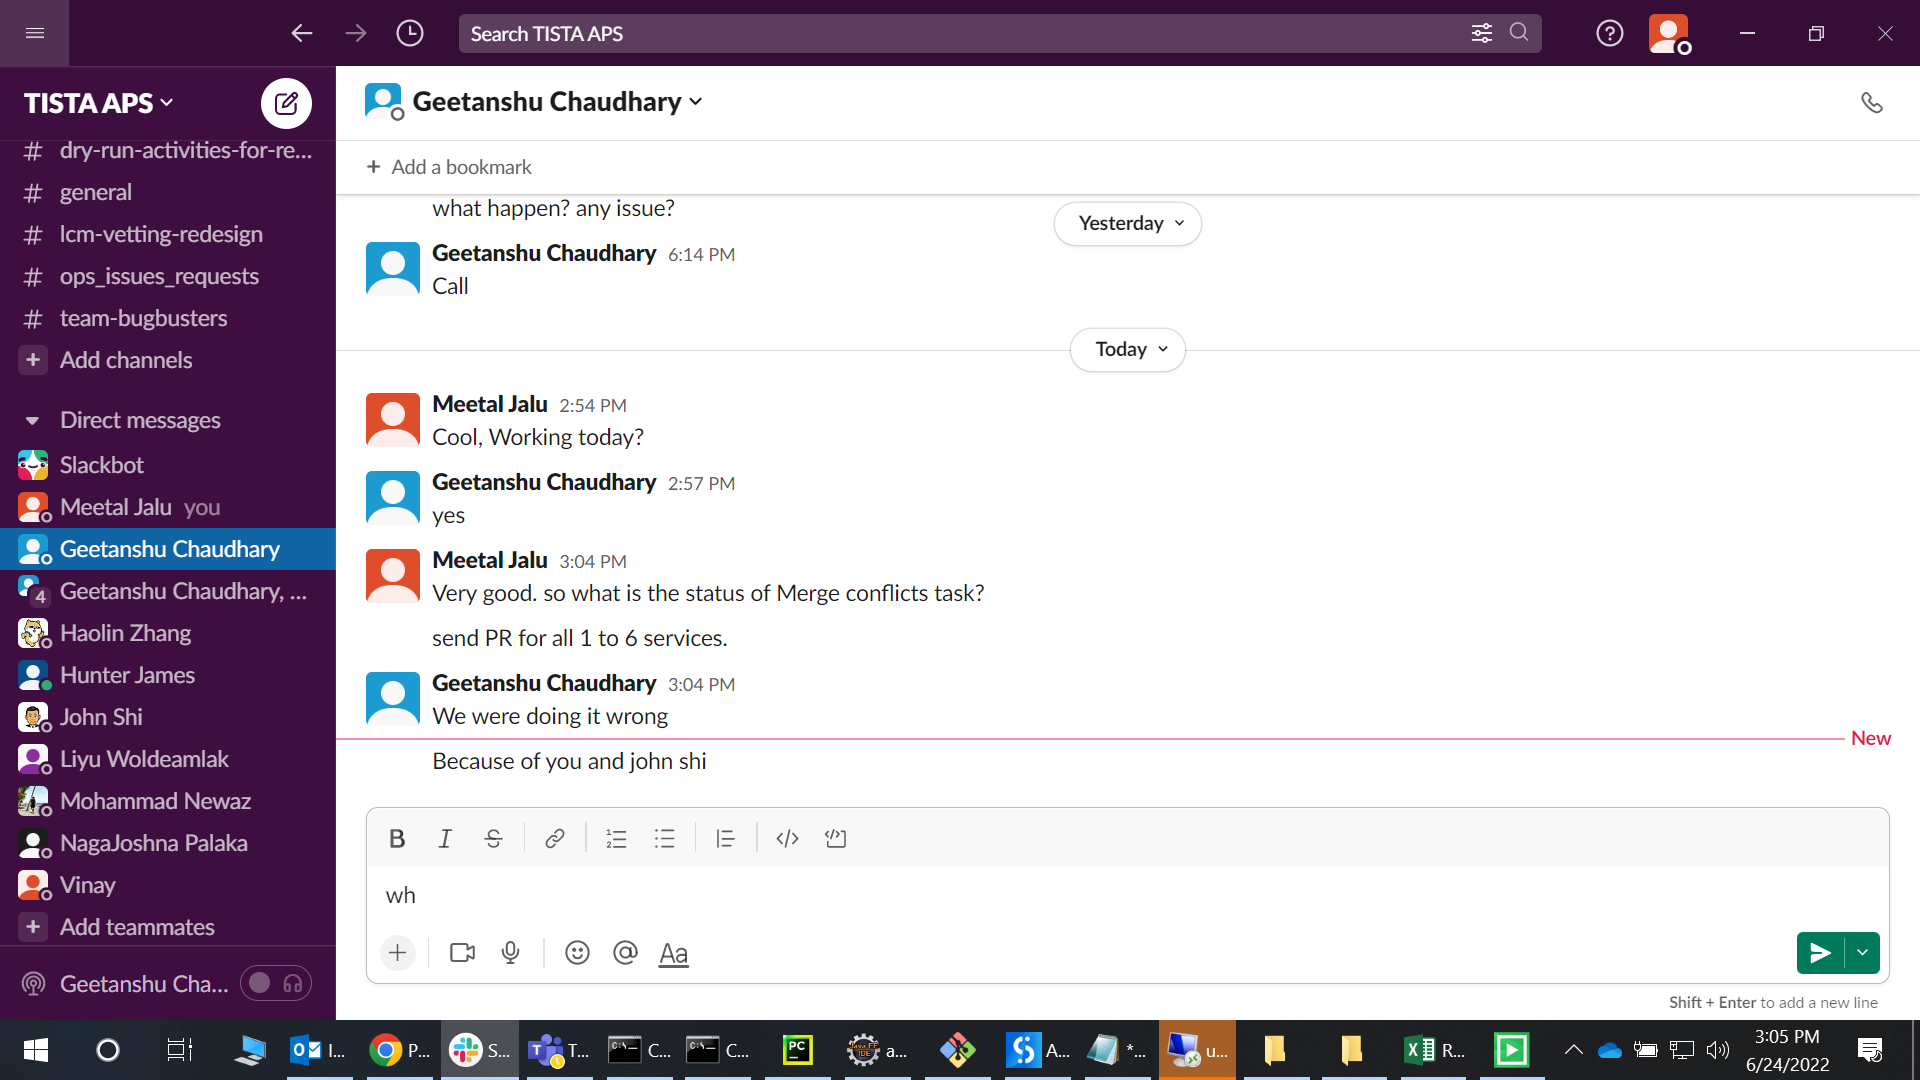 Search TISTA APS
TISTA APS
# dry-run-activities-for-re...
# general
# lcm-vetting-redesign
# ops_issues_requests
# team-bugbusters
+ Add channels
Direct messages
Slackbot
Meetal Jalu you
Geetanshu Chaudhary
4 Geetanshu Chaudhary, ...
Haolin Zhang
Hunter James
John Shi
Liyu Woldeamlak
Mohammad Newaz
NagaJoshna Palaka
Vinay
+ Add teammates
Geetanshu Cha...
Geetanshu Chaudhary
+ Add a bookmark
what happen? any issue?
Yesterday
Geetanshu Chaudhary 6:14 PM
Call
Today
Meetal Jalu 2:54 PM
Cool, Working today?
Geetanshu Chaudhary 2:57 PM
yes
Meetal Jalu 3:04 PM
Very good. so what is the status of Merge conflicts task?
send PR for all 1 to 6 services.
Geetanshu Chaudhary 3:04 PM
We were doing it wrong
New
Because of you and john shi
B I S
wh
Aa
Shift + Enter to add a new line
I... P... S... T... C... C... PC a... A... *... u... R...
3:05 PM
6/24/2022